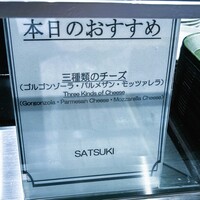 本日のおすすめ
三種類のチーズ
(ゴルゴンゾーラ・パルメザン・モッツァレラ)
Three Kinds of Cheese
(Gorgonzola・Parmesan Cheese・Mozzarella Cheese)
SATSUKI